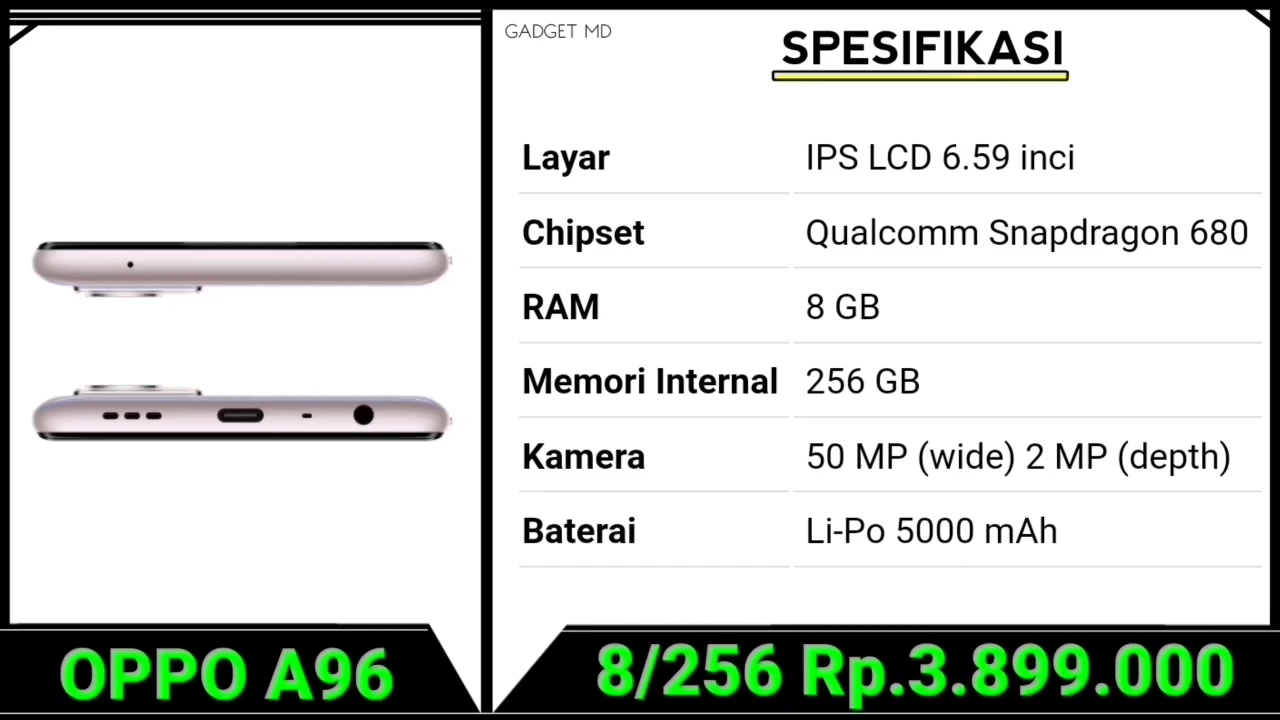 GADGET MD
SPESIFIKASI
Layar IPS LCD 6.59 inci
Chipset Qualcomm Snapdragon 680
RAM 8 GB
Memori Internal 256 GB
Kamera 50 MP (wide) 2 MP (depth)
Baterai Li-Po 5000 mAh
OPPO A96
8/256 Rp.3.899.000